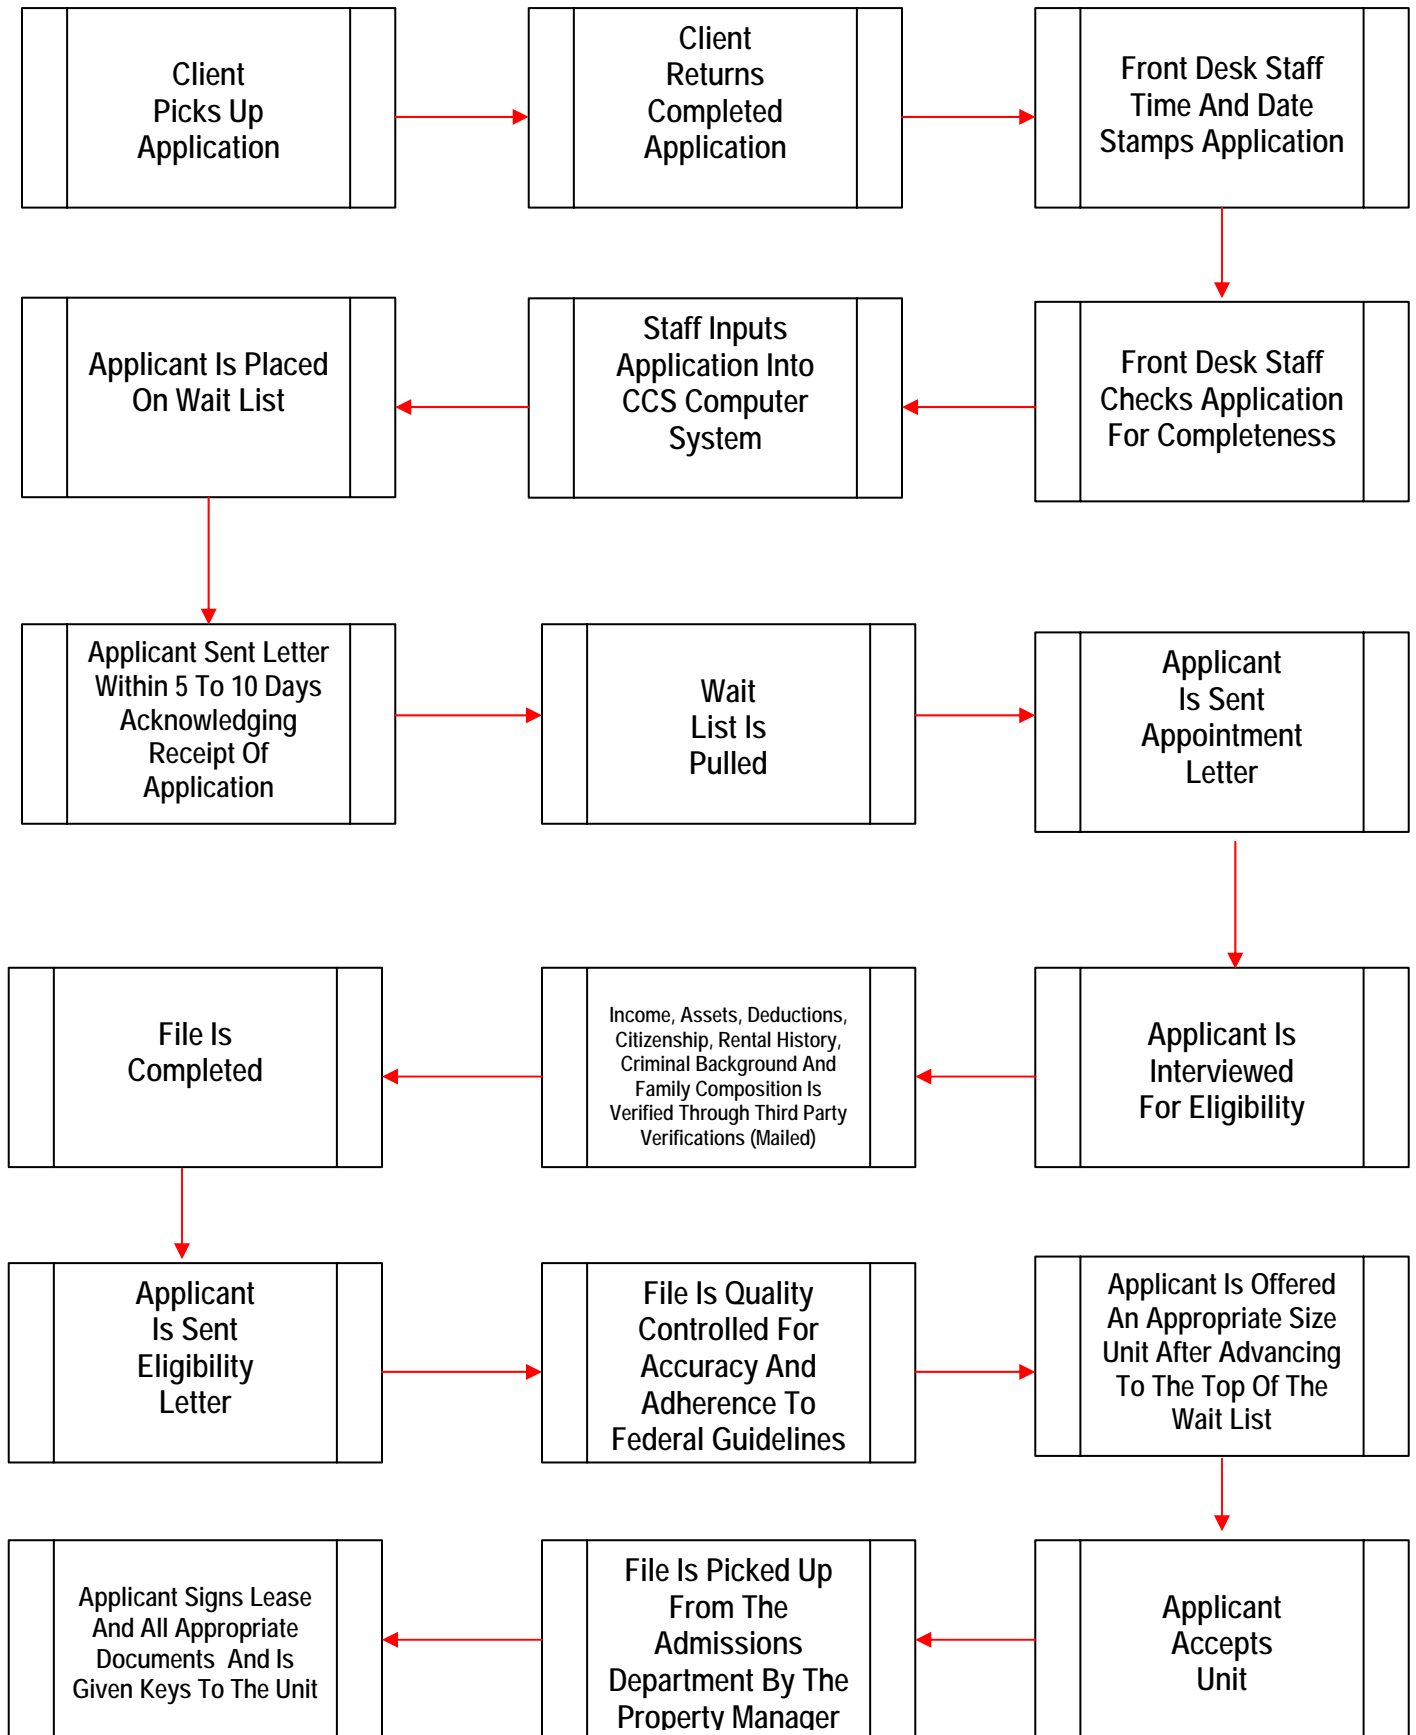 Client
Picks Up
Application
Client
Returns
Completed
Application
Front Desk Staff
Time And Date
Stamps Application
Front Desk Staff
Checks Application
For Completeness
Staff Inputs
Application Into
CCS Computer
System
Applicant Is Placed
On Wait List
Applicant Sent Letter
Within 5 To 10 Days
Acknowledging
Receipt Of
Application
Wait
List Is
Pulled
Applicant
Is Sent
Appointment
Letter
Applicant Is
Interviewed
For Eligibility
Income, Assets, Deductions,
Citizenship, Rental History,
Criminal Background And
Family Composition Is
Verified Through Third Party
Verifications (Mailed)
File Is
Completed
Applicant
Is Sent
Eligibility
Letter
File Is Quality
Controlled For
Accuracy And
Adherence To
Federal Guidelines
Applicant Is Offered
An Appropriate Size
Unit After Advancing
To The Top Of The
Wait List
Applicant
Accepts
Unit
File Is Picked Up
From The
Admissions
Department By The
Property Manager
Applicant Signs Lease
And All Appropriate
Documents And Is
Given Keys To The Unit